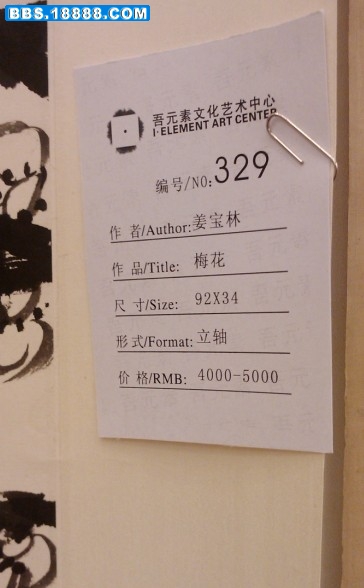 BBS.18888.COM
吾元素文化艺术中心
I·ELEMENT ART CENTER
编号/NO:329
作 者/Author:姜宝林
作 品/Title: 梅花
尺 寸/Size: 92X34
形 式/Format: 立轴
价 格/RMB: 4000-5000